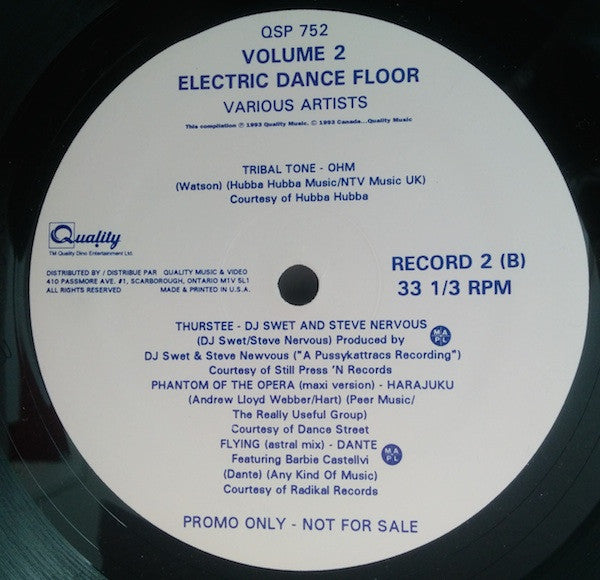 QSP 752
VOLUME 2
ELECTRIC DANCE FLOOR
VARIOUS ARTISTS
This compilation ℗ 1993 Quality Music. © 1993 Canada...Quality Music
TRIBAL TONE - OHM
(Watson) (Hubba Hubba Music/NTV Music UK)
Courtesy of Hubba Hubba
Quality
TM Quality Dino Entertainment Ltd.
DISTRIBUTED BY / DISTRIBUE PAR QUALITY MUSIC & VIDEO
410 PASSMORE AVE. #1, SCARBOROUGH, ONTARIO M1V 5L1
ALL RIGHTS RESERVED MADE & PRINTED IN U.S.A.
RECORD 2 (B)
33 1/3 RPM
THURSTEE - DJ SWET AND STEVE NERVOUS
(DJ Swet/Steve Nervous) Produced by
MAPL
DJ Swet & Steve Newvous ("A Pussykattracs Recording")
Courtesy of Still Press 'N Records
PHANTOM OF THE OPERA (maxi version) - HARAJUKU
(Andrew Lloyd Webber/Hart) (Peer Music/
The Really Useful Group)
Courtesy of Dance Street
FLYING (astral mix) - DANTE
Featuring Barbie Castellvi
MAPL
(Dante) (Any Kind Of Music)
Courtesy of Radikal Records
PROMO ONLY - NOT FOR SALE